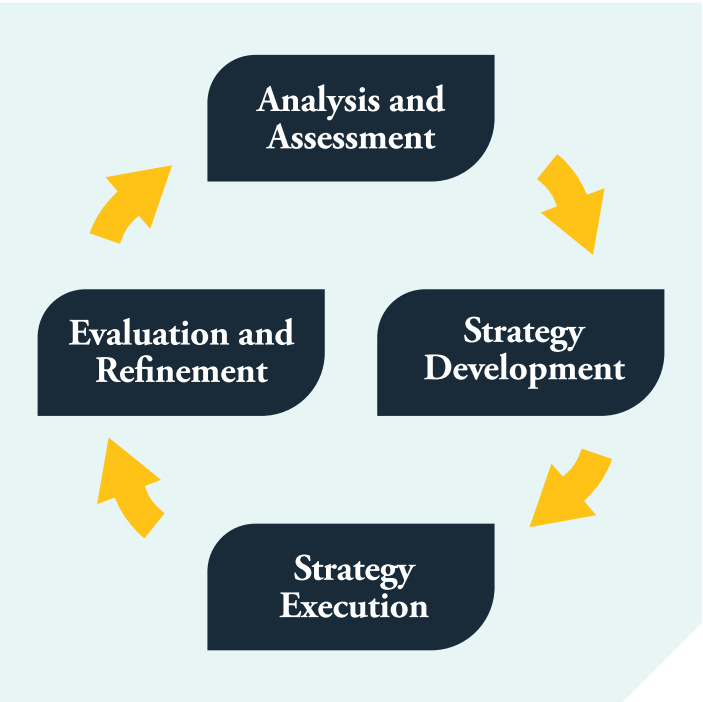 Analysis and
Assessment
Evaluation and
Refinement
Strategy
Development
Strategy
Execution